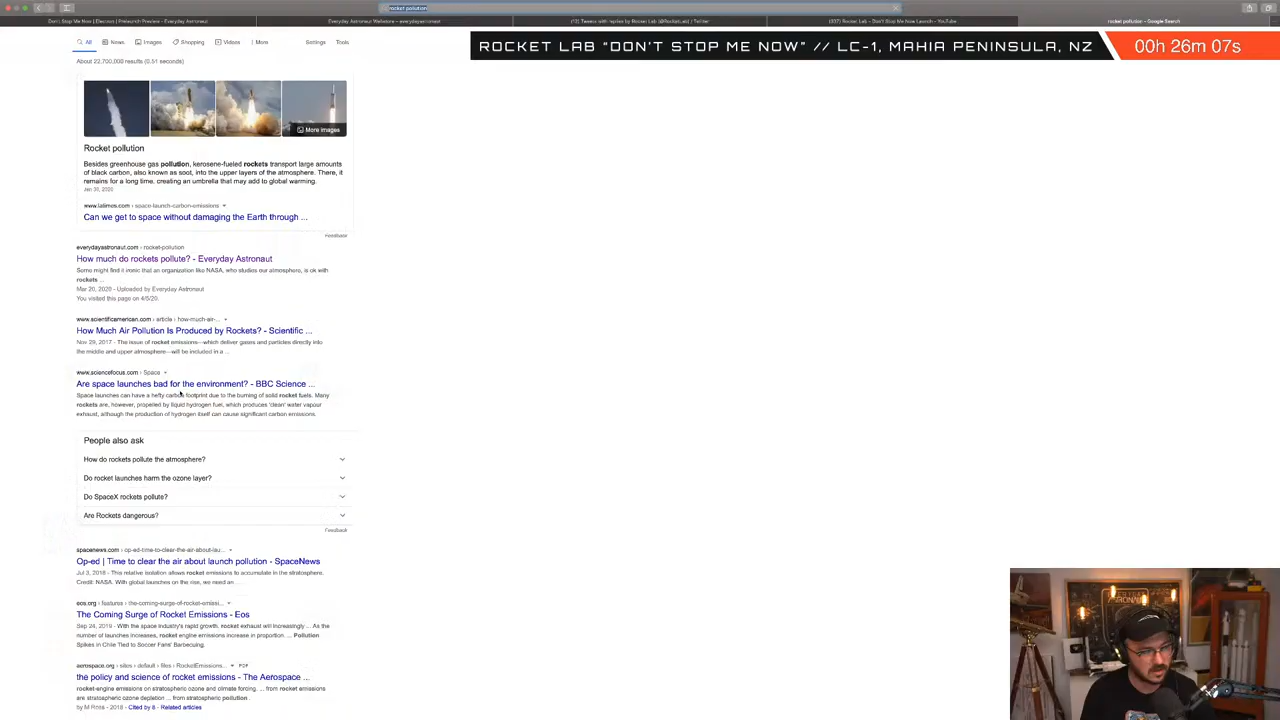 rocket pollution
Don't Stop Me Now | Electron | Prelaunch Preview - Everyday Astronaut
Everyday Astronaut Webstore – everydayastronaut
(12) Tweets with replies by Rocket Lab (@RocketLab) / Twitter
(937) Rocket Lab - Don't Stop Me Now Launch - YouTube
rocket pollution - Google Search
All News Images Shopping Videos More Settings Tools
About 22,700,000 results (0.51 seconds)
ROCKET LAB "DON'T STOP ME NOW" // LC-1, MAHIA PENINSULA, NZ
00h 26m 07s
More images
Rocket pollution
Besides greenhouse gas pollution, kerosene-fueled rockets transport large amounts
of black carbon, also known as soot, into the upper layers of the atmosphere. There, it
remains for a long time, creating an umbrella that may add to global warming.
Jan 30, 2020
www.latimes.com › space-launch-carbon-emissions
Can we get to space without damaging the Earth through ...
Feedback
everydayastronaut.com › rocket-pollution
How much do rockets pollute? - Everyday Astronaut
Some might find it ironic that an organization like NASA, who studies our atmosphere, is ok with
rockets ...
Mar 20, 2020 - Uploaded by Everyday Astronaut
You visited this page on 4/5/20.
www.scientificamerican.com › article › how-much-air-...
How Much Air Pollution Is Produced by Rockets? - Scientific ...
Nov 29, 2017 - The issue of rocket emissions—which deliver gases and particles directly into
the middle and upper atmosphere—will be included in a ...
www.sciencefocus.com › Space
Are space launches bad for the environment? - BBC Science ...
Space launches can have a hefty carbon footprint due to the burning of solid rocket fuels. Many
rockets are, however, propelled by liquid hydrogen fuel, which produces 'clean' water vapour
exhaust, although the production of hydrogen itself can cause significant carbon emissions.
People also ask
How do rockets pollute the atmosphere?
Do rocket launches harm the ozone layer?
Do SpaceX rockets pollute?
Are Rockets dangerous?
Feedback
spacenews.com › op-ed-time-to-clear-the-air-about-lau...
Op-ed | Time to clear the air about launch pollution - SpaceNews
Jul 3, 2018 - This relative isolation allows rocket emissions to accumulate in the stratosphere.
Credit: NASA. With global launches on the rise, we need an ...
eos.org › features › the-coming-surge-of-rocket-emissi...
The Coming Surge of Rocket Emissions - Eos
Sep 24, 2019 - With the space industry's rapid growth, rocket exhaust will increasingly ... As the
number of launches increases, rocket engine emissions increase in proportion. ... Pollution
Spikes in Chile Tied to Soccer Fans' Barbecuing.
aerospace.org › sites › default › files › RocketEmissions... PDF
the policy and science of rocket emissions - The Aerospace ...
rocket-engine emissions on stratospheric ozone and climate forcing. ... from rocket emissions
are stratospheric ozone depletion ... from stratospheric pollution.
by M Ross - 2018 - Cited by 6 - Related articles